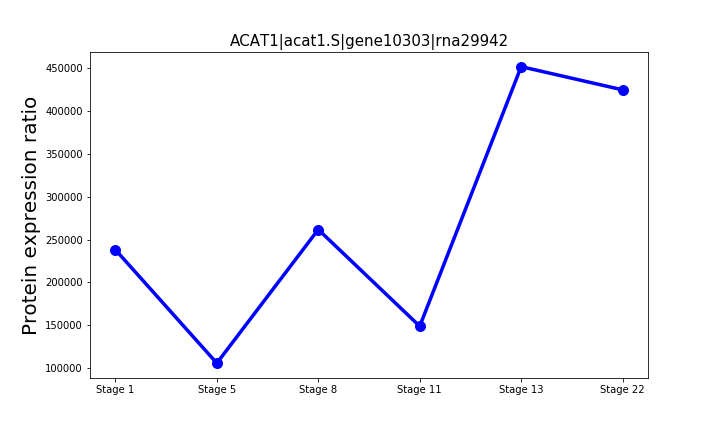 ACAT1|acat1.S|gene10303|rna29942
Protein expression ratio
450000
400000
350000
300000
250000
200000
150000
100000
Stage 1
Stage 5
Stage 8
Stage 11
Stage 13
Stage 22